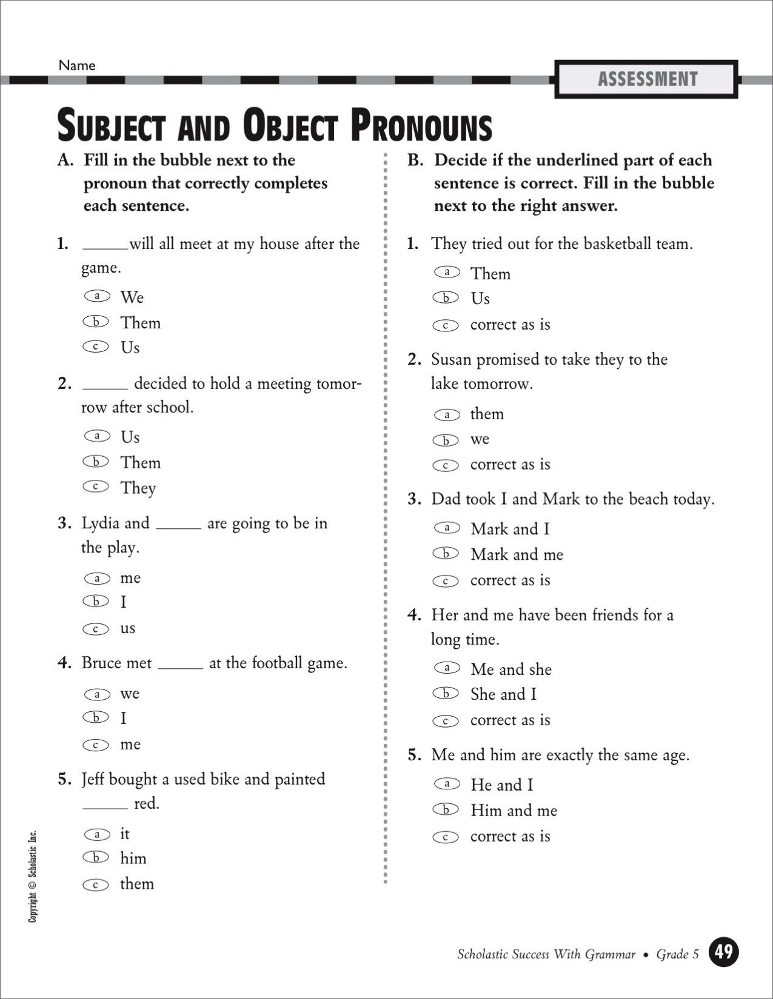 Name
ASSESSMENT
SUBJECT AND OBJECT PRONOUNS
A. Fill in the bubble next to the
pronoun that correctly completes
each sentence.
1. ______will all meet at my house after the
game.
a We
b Them
c Us
2. ______ decided to hold a meeting tomor-
row after school.
a Us
b Them
c They
3. Lydia and ______ are going to be in
the play.
a me
b I
c us
4. Bruce met ______ at the football game.
a we
b I
c me
5. Jeff bought a used bike and painted
______ red.
a it
b him
c them
B. Decide if the underlined part of each
sentence is correct. Fill in the bubble
next to the right answer.
1. They tried out for the basketball team.
a Them
b Us
c correct as is
2. Susan promised to take they to the
lake tomorrow.
a them
b we
c correct as is
3. Dad took I and Mark to the beach today.
a Mark and I
b Mark and me
c correct as is
4. Her and me have been friends for a
long time.
a Me and she
b She and I
c correct as is
5. Me and him are exactly the same age.
a He and I
b Him and me
c correct as is
Copyright © Scholastic Inc.
Scholastic Success With Grammar • Grade 5 49